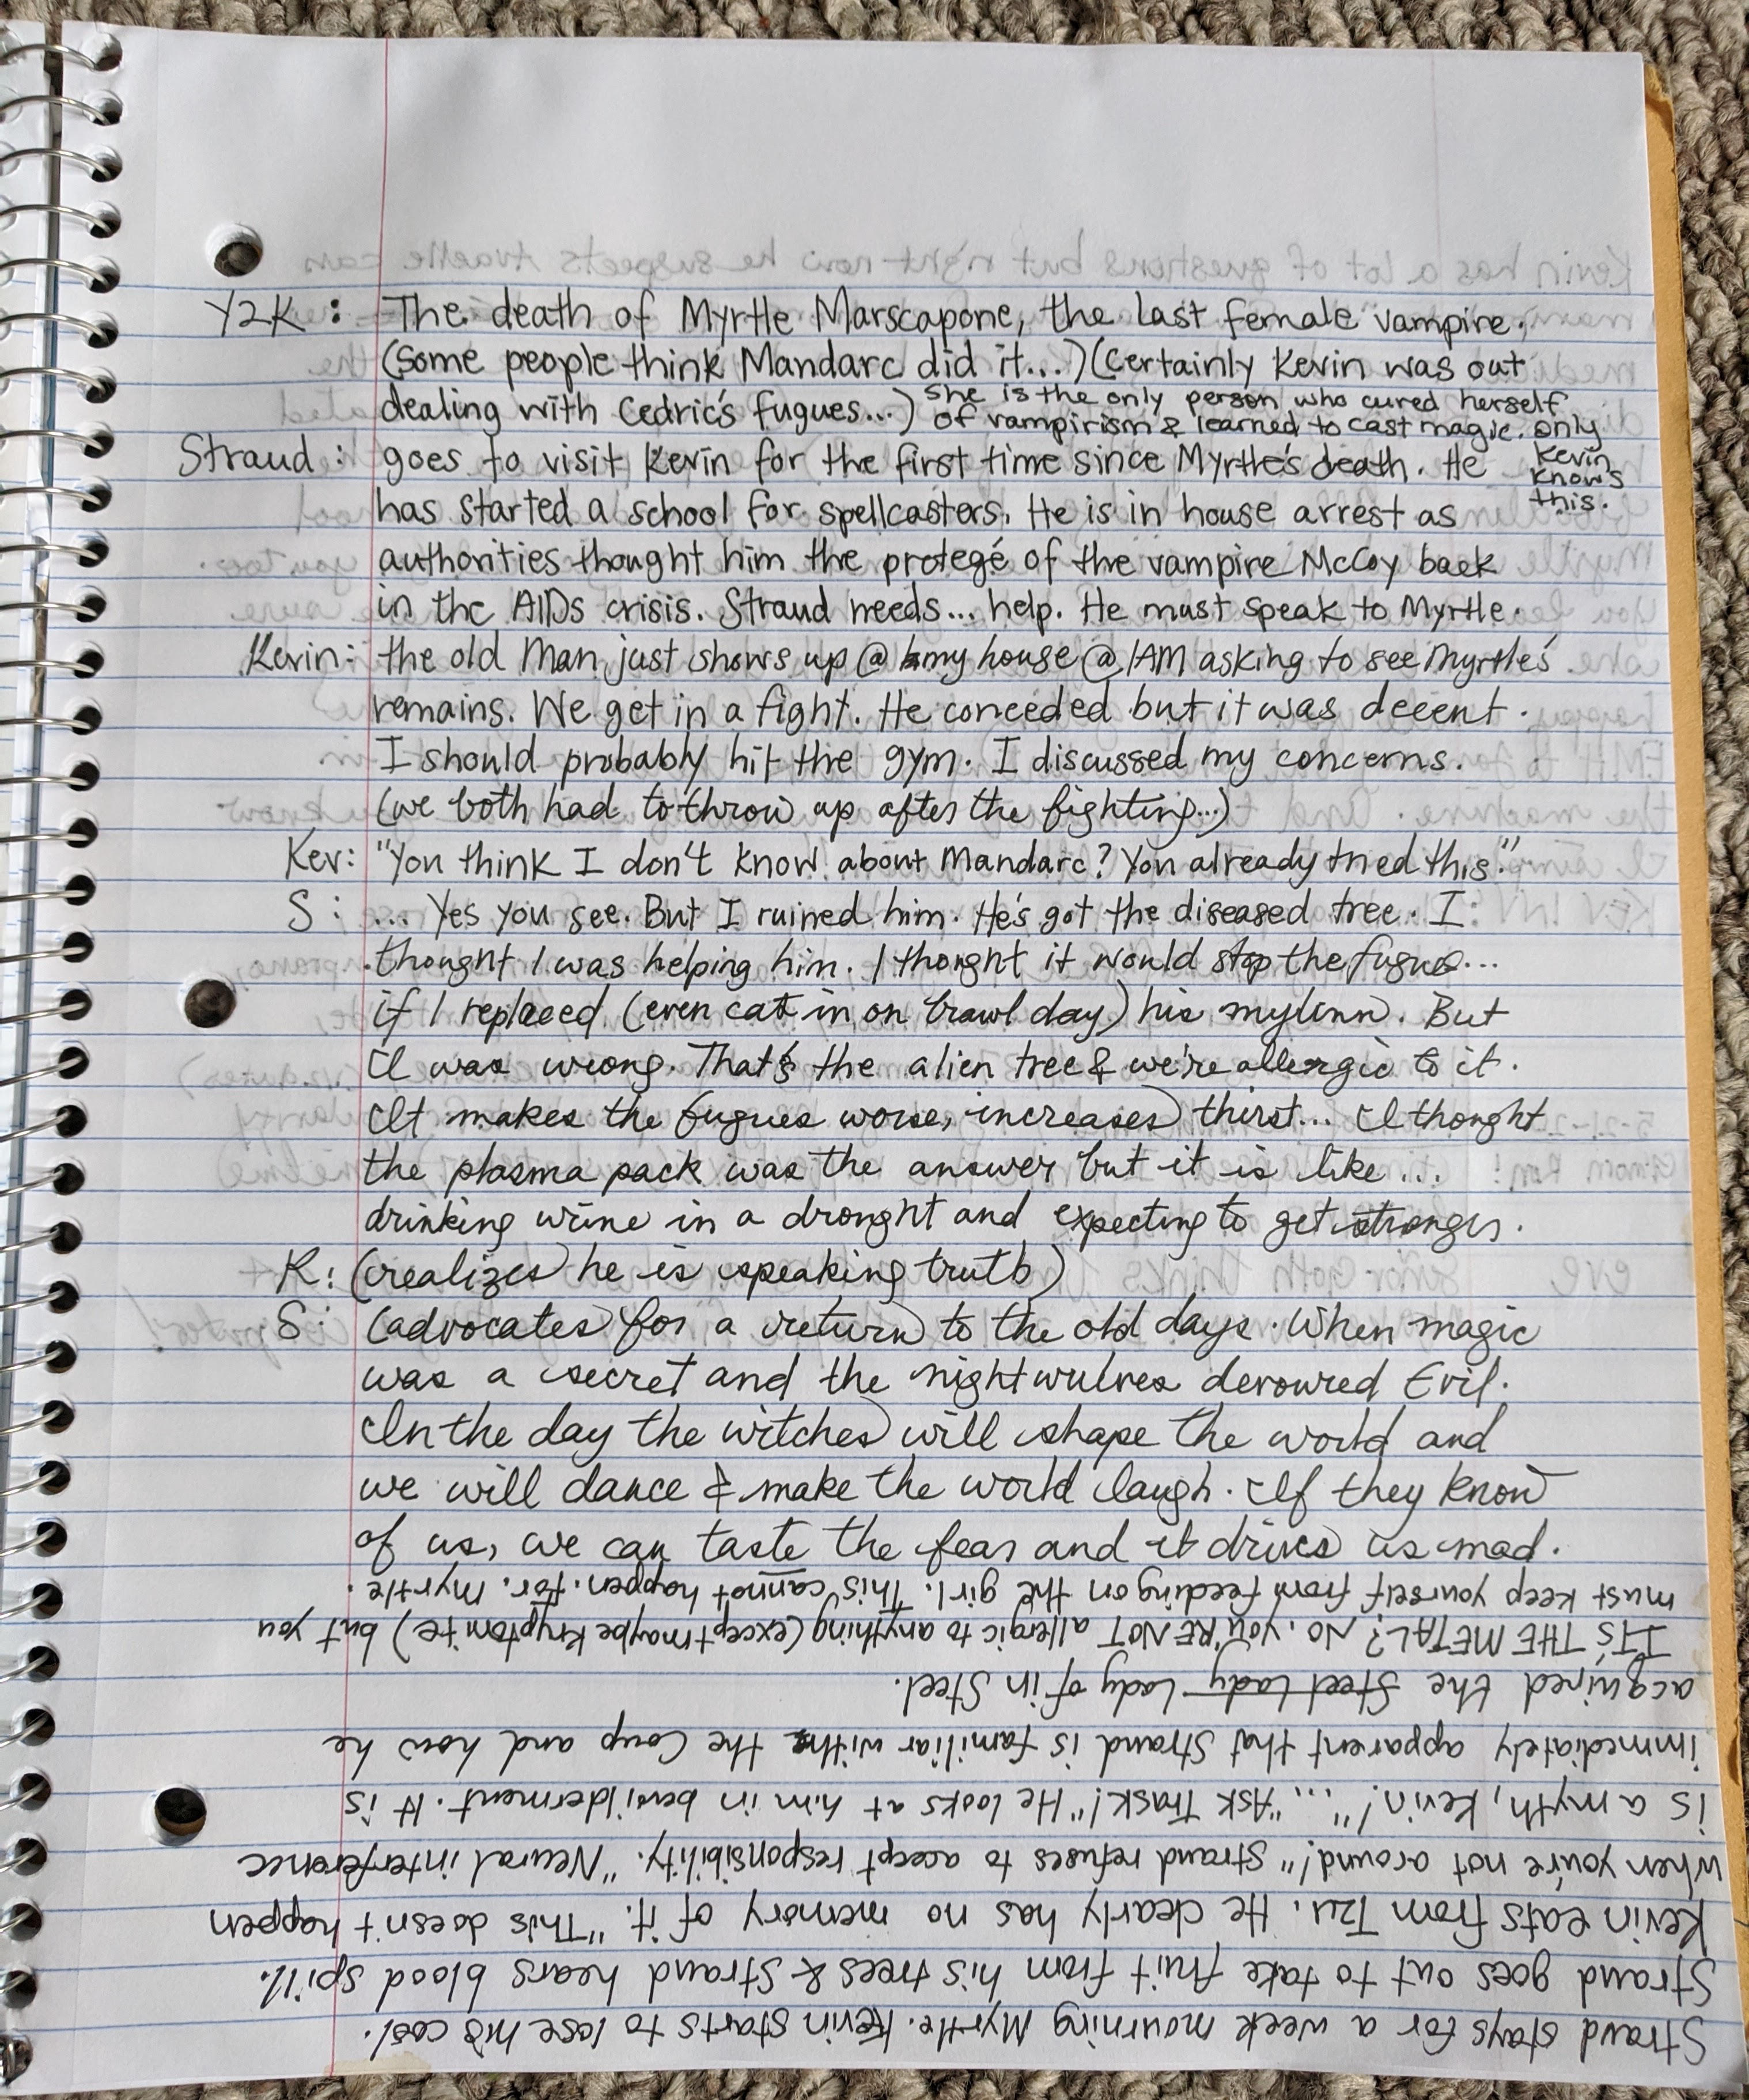 Y2K: The death of Myrtle Marscapone, the last female vampire.
(Some people think Mandarc did it...) (Certainly Kevin was out
dealing with Cedric's fugues...) She is the only person who cured herself
of vampirism & learned to cast magic. only
Kevin
knows
this.
Straud: goes to visit Kevin for the first time since Myrtle's death. He
has started a school for spellcasters. He is in house arrest as
authorities thought him the protegé of the vampire McCoy back
in the AIDs crisis. Straud needs... help. He must speak to Myrtle.
Kevin: the old man just shows up @ my house @ 1AM asking to see Myrtle's
remains. We get in a fight. He conceded but it was decent.
I should probably hit the gym. I discussed my concerns.
(we both had to throw up after the fighting...)
Kev: "You think I don't know about Mandarc? You already tried this."
S: ... Yes you see. But I ruined him. He's got the diseased tree. I
thought I was helping him. I thought it would stop the fugue...
if I replaced (even cat in on brawl day) his mylinn. But
I was wrong. That's the alien tree & we're allergic to it.
It makes the fugues worse, increases thirst... I thought
the plasma pack was the answer but it is like...
drinking urine in a drought and expecting to get stronger.
K: (realizes he is speaking truth)
S: (advocates for a return to the old days. When magic
was a secret and the nightwulves devoured Evil.
In the day the witches will shape the world and
we will dance & make the world laugh. If they know
of us, we can taste the fear and it drives us mad.
Straud stays for a week mourning Myrtle. Kevin starts to lose his cool.
Straud goes out to take fruit from his trees & Straud hears blood spill.
Kevin eats from Tzu. He clearly has no memory of it. "This doesn't happen
when you're not around!" Straud refuses to accept responsibility. "Neural interference
is a myth, Kevin!" ... "Ask Trask!" He looks at him in bewilderment. It is
immediately apparent that Straud is familiar with the Coup and how he
acquired the Steel Lady Lady of in Steel.
IT'S THE METAL? No. you'RE NOT allergic to anything (except maybe kryptonite) but you
must keep yourself from feeding on the girl. This cannot happen. For. Myrtle.